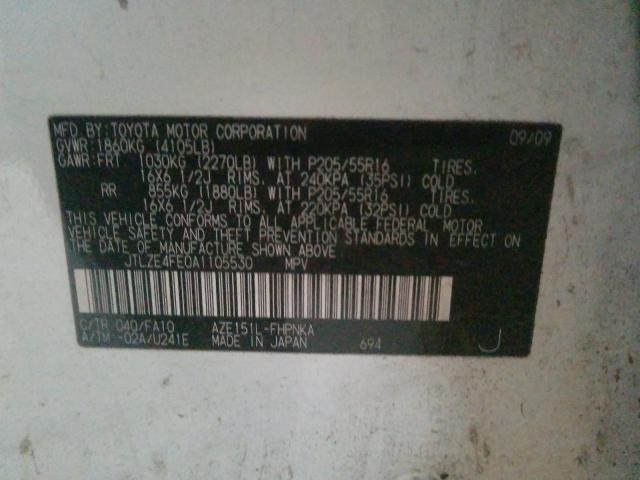 MFD. BY: TOYOTA MOTOR CORPORATION 09/09
GVWR: 1860KG (4105LB)
GAWR: FRT 1030KG (2270LB) WITH P205/55R16 TIRES.
16X6 1/2J RIMS. AT 240KPA (35PSI) COLD
RR 855KG (1880LB) WITH P205/55R16 TIRES.
16X6 1/2J RIMS. AT 220KPA (32PSI) COLD
THIS VEHICLE CONFORMS TO ALL APPLICABLE FEDERAL MOTOR
VEHICLE SAFETY AND THEFT PREVENTION STANDARDS IN EFFECT ON
THE DATE OF MANUFACTURE SHOWN ABOVE.
JTLZE4FE0A1105530 MPV
C/TR 040/FA10 AZE151L-FHPNKA
A/TM -02A/U241E MADE IN JAPAN 694 J